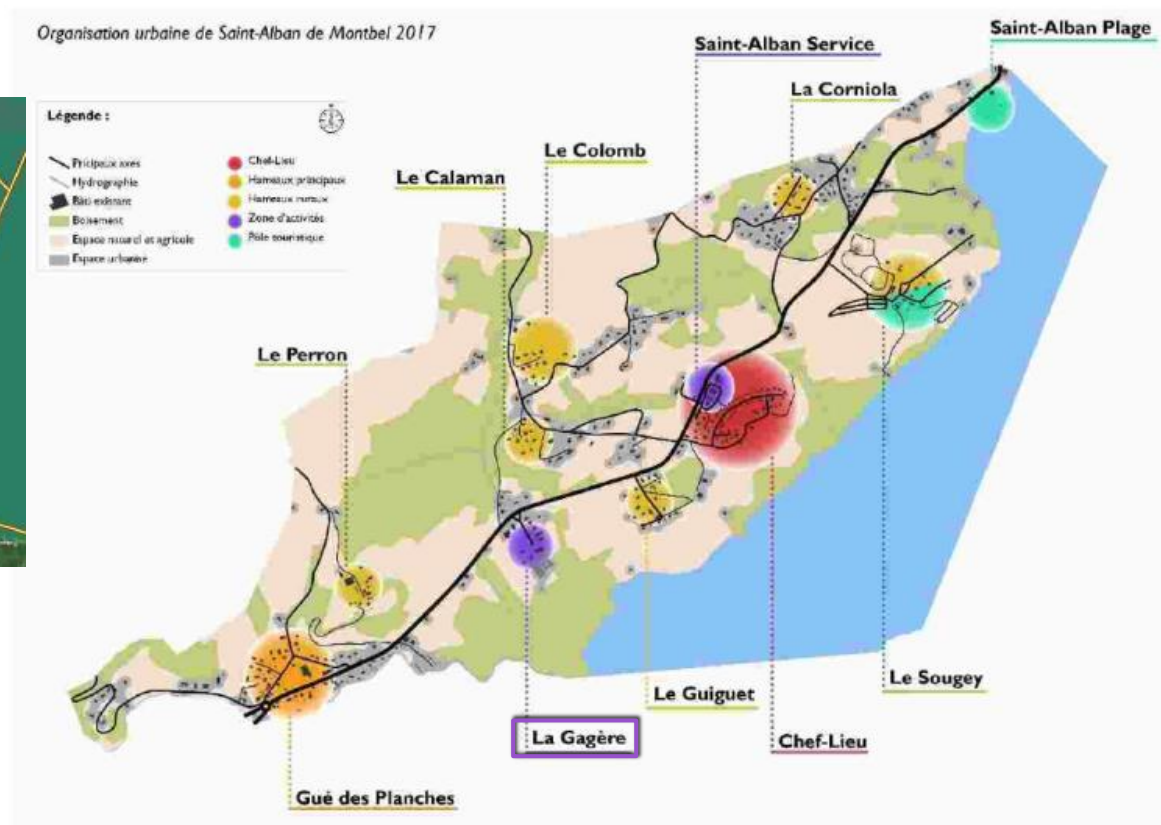 Organisation urbaine de Saint-Alban de Montbel 2017
Saint-Alban Plage
Saint-Alban Service
La Corniola
Légende :
Pricipaux axes
Hydrographie
Bâti existant
Boisement
Espace naturel et agricole
Espace urbanisé
Chef-Lieu
Hameaux principaux
Hameaux ruraux
Zone d'activités
Pôle touristique
Le Colomb
Le Calaman
Le Perron
Le Sougey
Le Guiguet
La Gagère
Chef-Lieu
Gué des Planches